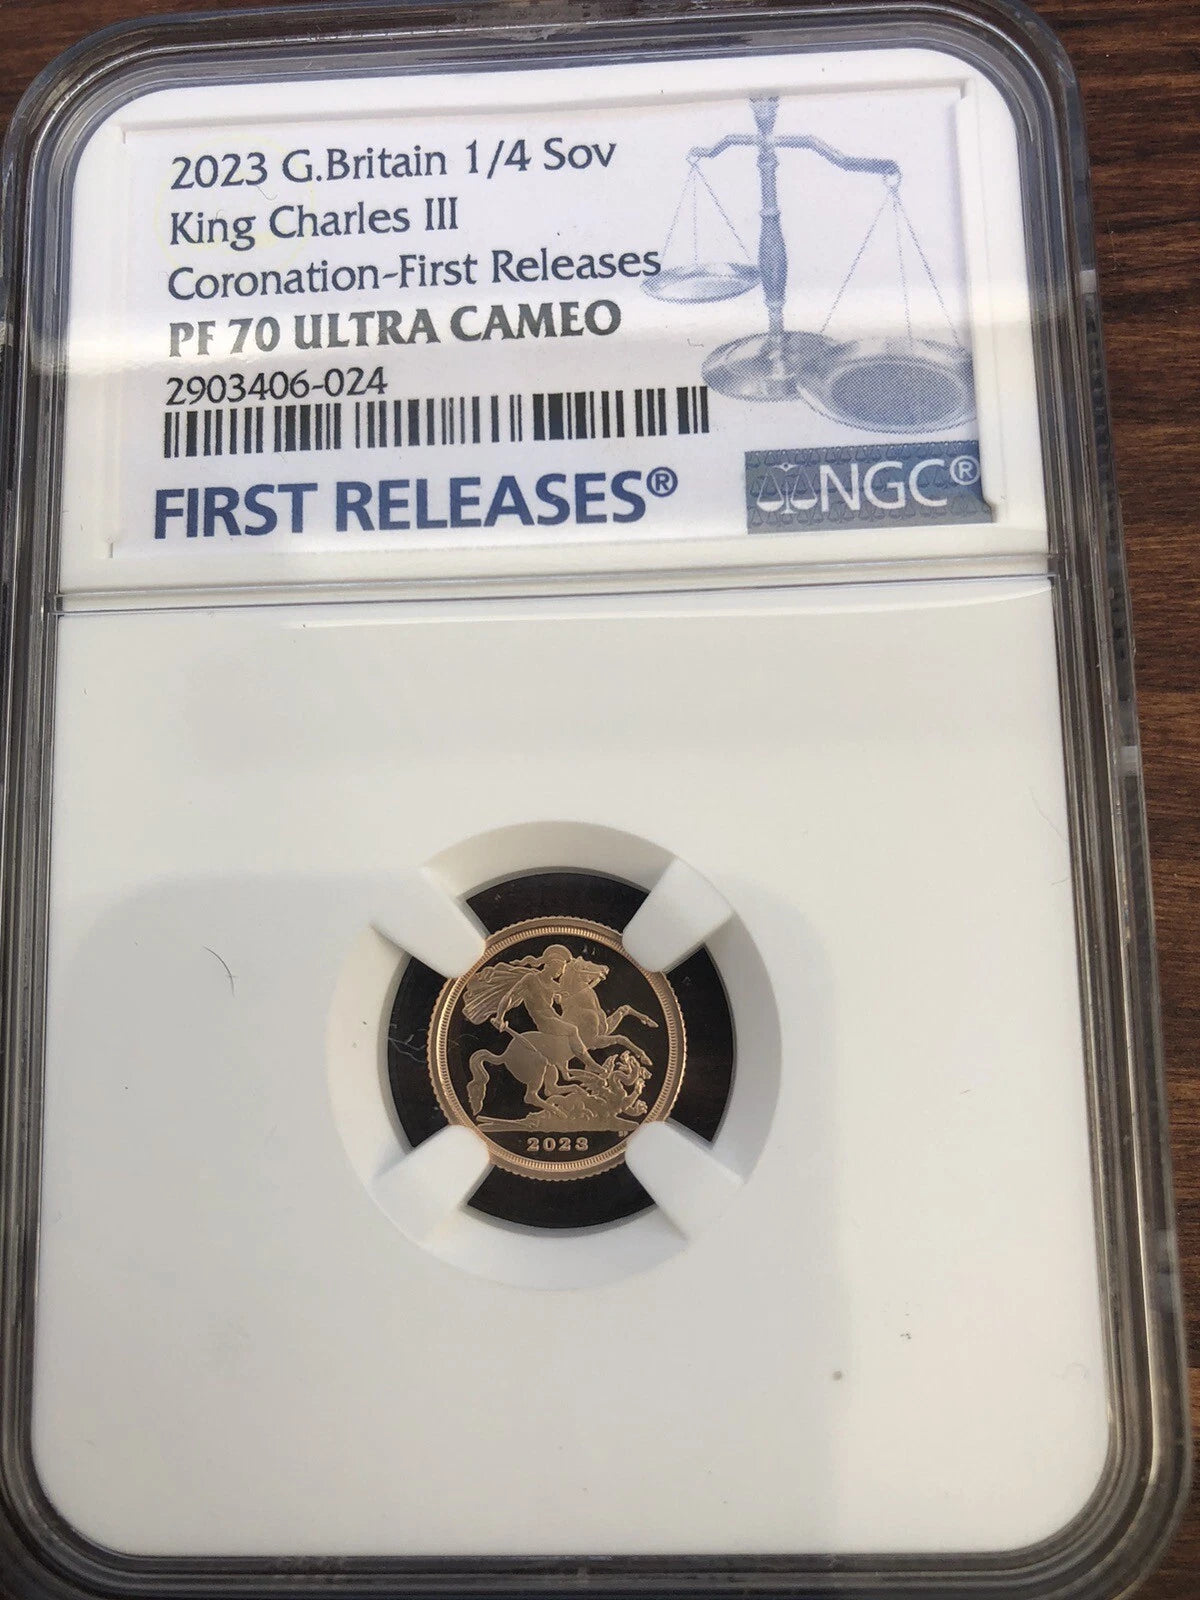 2023 G.Britain 1/4 Sov
King Charles III
Coronation-First Releases
PF 70 ULTRA CAMEO
2903406-024
FIRST RELEASES®
NGC®
2023